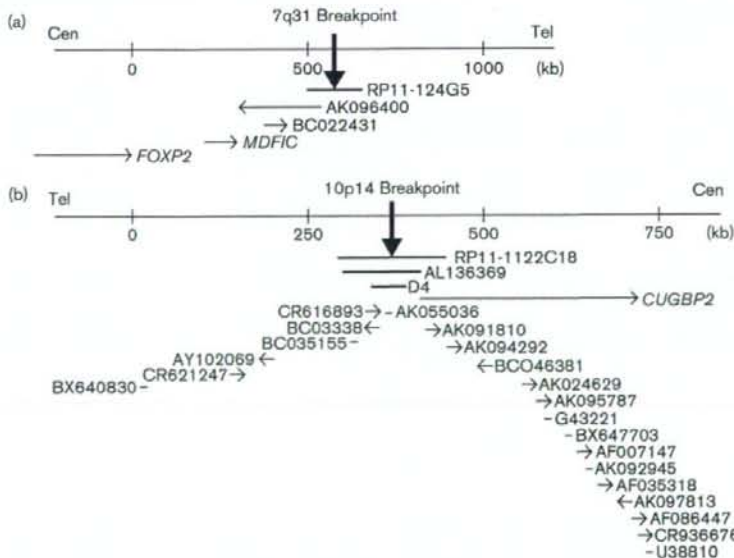 (a) 7q31 Breakpoint
Cen Tel
0 500 1000 (kb)
RP11-124G5
AK096400
BC022431
MDFIC
FOXP2
(b) 10p14 Breakpoint
Tel Cen
0 250 500 750 (kb)
RP11-1122C18
AL136369
D4
CUGBP2
CR616893 AK055036
BC03338 AK091810
BC035155 AK094292
AY102069 BCO46381
CR621247 AK024629
BX640830 AK095787
G43221
BX647703
AF007147
AK092945
AF035318
AK097813
AF086447
CR936676
U38810